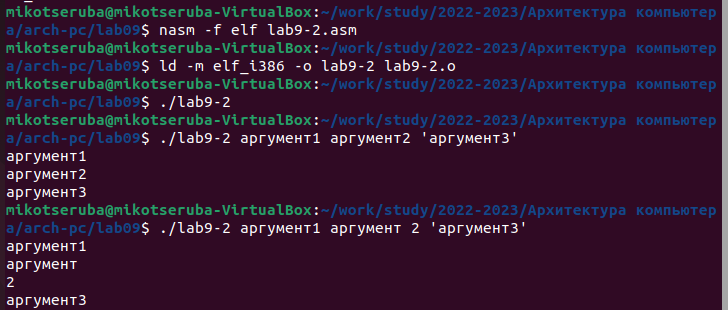 mikotseruba@mikotseruba-VirtualBox:~/work/study/2022-2023/Архитектура компьютер
а/arch-pc/lab09$ nasm -f elf lab9-2.asm
mikotseruba@mikotseruba-VirtualBox:~/work/study/2022-2023/Архитектура компьютер
а/arch-pc/lab09$ ld -m elf_i386 -o lab9-2 lab9-2.o
mikotseruba@mikotseruba-VirtualBox:~/work/study/2022-2023/Архитектура компьютер
а/arch-pc/lab09$ ./lab9-2
mikotseruba@mikotseruba-VirtualBox:~/work/study/2022-2023/Архитектура компьютер
а/arch-pc/lab09$ ./lab9-2 аргумент1 аргумент2 'аргумент3'
аргумент1
аргумент2
аргумент3
mikotseruba@mikotseruba-VirtualBox:~/work/study/2022-2023/Архитектура компьютер
а/arch-pc/lab09$ ./lab9-2 аргумент1 аргумент 2 'аргумент3'
аргумент1
аргумент
2
аргумент3